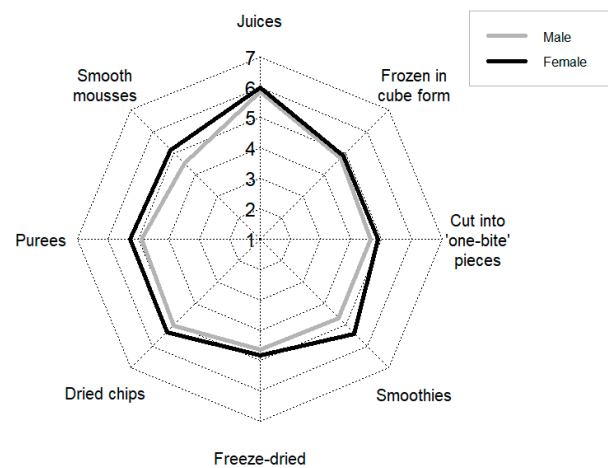 Juices
Male
Female
7
6
5
4
3
2
1
Smooth
mousses
Frozen in
cube form
Purees
Cut into
'one-bite'
pieces
Dried chips
Smoothies
Freeze-dried